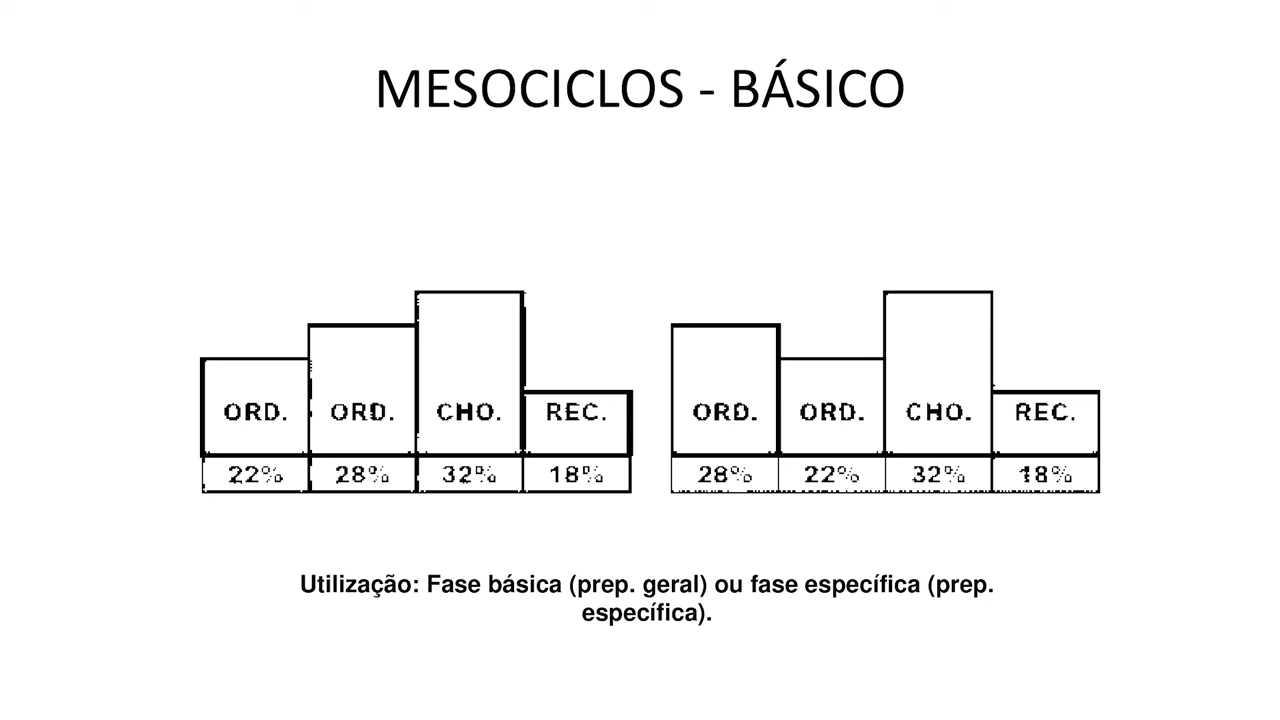 MESOCICLOS - BÁSICO
ORD. ORD. CHO. REC. ORD. ORD. CHO. REC.
22% 28% 32% 18% 28% 22% 32% 18%
Utilização: Fase básica (prep. geral) ou fase específica (prep.
específica).